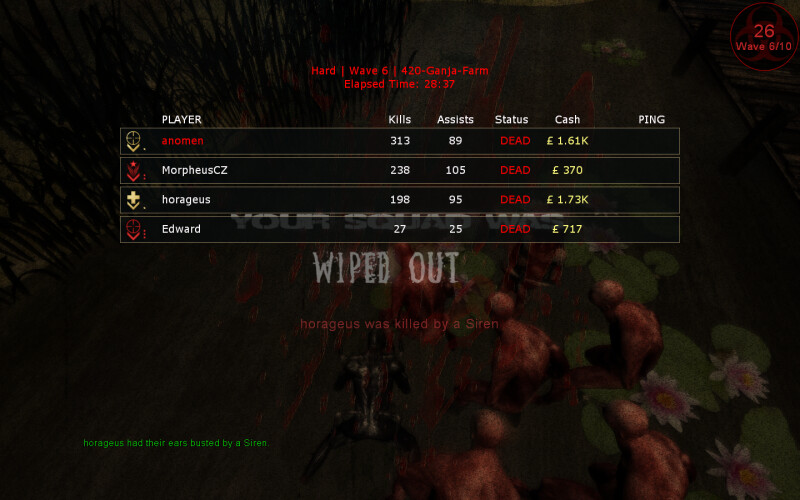 26
Wave 6/10
Hard | Wave 6 | 420-Ganja-Farm
Elapsed Time: 28:37
PLAYER Kills Assists Status Cash PING
anomen 313 89 DEAD £ 1.61K
MorpheusCZ 238 105 DEAD £ 370
horageus 198 95 DEAD £ 1.73K
YOUR SQUAD WAS
Edward 27 25 DEAD £ 717
WIPED OUT
horageus was killed by a Siren
horageus had their ears busted by a Siren